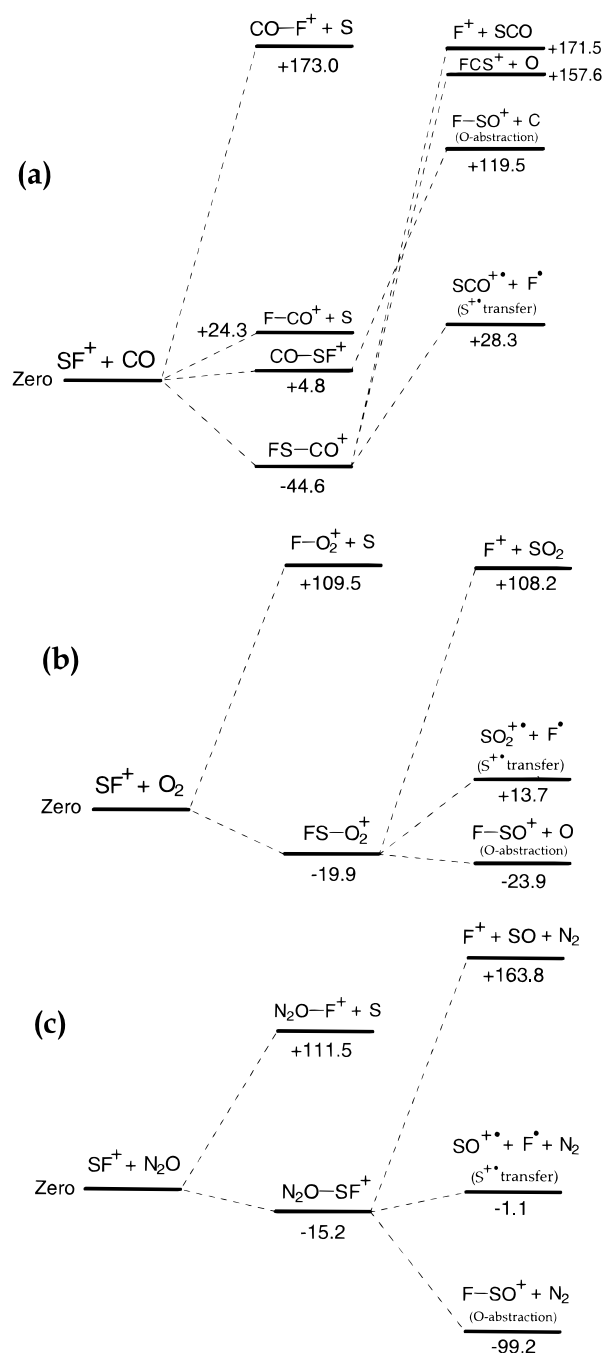 CO−F⁺ + S
+173.0
F⁺ + SCO
+171.5
FCS⁺ + O
+157.6
F−SO⁺ + C
(O-abstraction)
+119.5
(a)
SCO⁺• + F•
(S⁺• transfer)
+28.3
F−CO⁺ + S
+24.3
CO−SF⁺
+4.8
SF⁺ + CO
Zero
FS−CO⁺
-44.6
F−O₂⁺ + S
+109.5
F⁺ + SO₂
+108.2
(b)
SO₂⁺• + F•
(S⁺• transfer)
+13.7
SF⁺ + O₂
Zero
FS−O₂⁺
-19.9
F−SO⁺ + O
(O-abstraction)
-23.9
F⁺ + SO + N₂
+163.8
(c)
N₂O−F⁺ + S
+111.5
SO⁺• + F• + N₂
(S⁺• transfer)
-1.1
SF⁺ + N₂O
Zero
N₂O−SF⁺
-15.2
F−SO⁺ + N₂
(O-abstraction)
-99.2